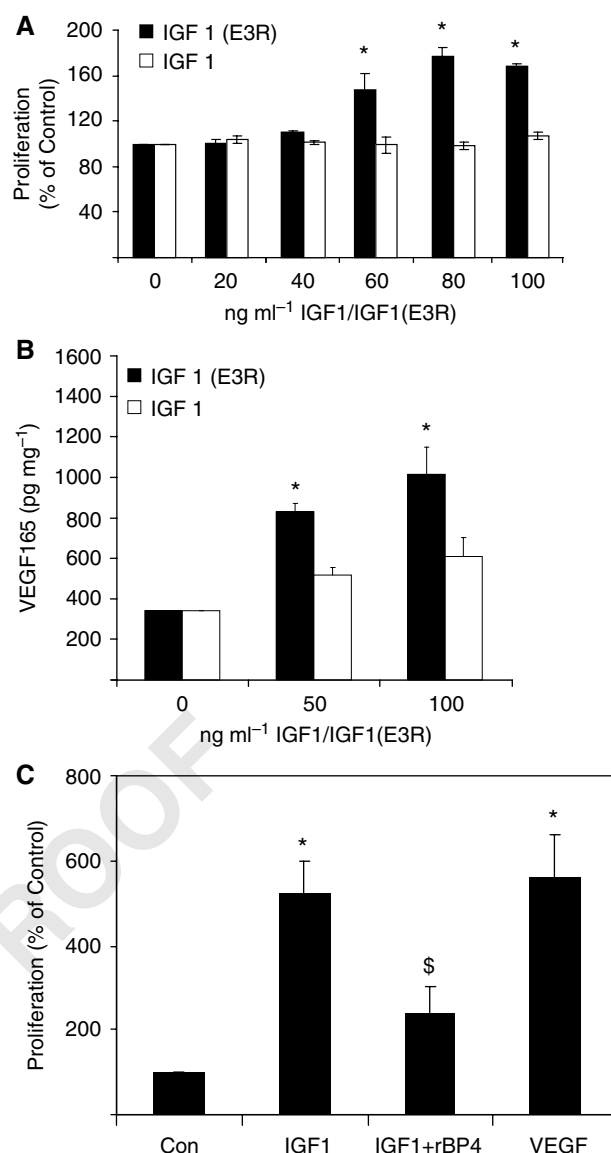 A
200
160
120
80
40
Proliferation
(% of Control)
IGF 1 (E3R)
IGF 1
*
*
*
0 20 40 60 80 100
ng ml⁻¹ IGF1/IGF1(E3R)
B
1600
1400
1200
1000
800
600
400
200
VEGF165 (pg mg⁻¹)
IGF 1 (E3R)
IGF 1
*
*
0 50 100
ng ml⁻¹ IGF1/IGF1(E3R)
C
800
600
400
200
Proliferation (% of Control)
*
$
*
Con IGF1 IGF1+rBP4 VEGF
ROOF